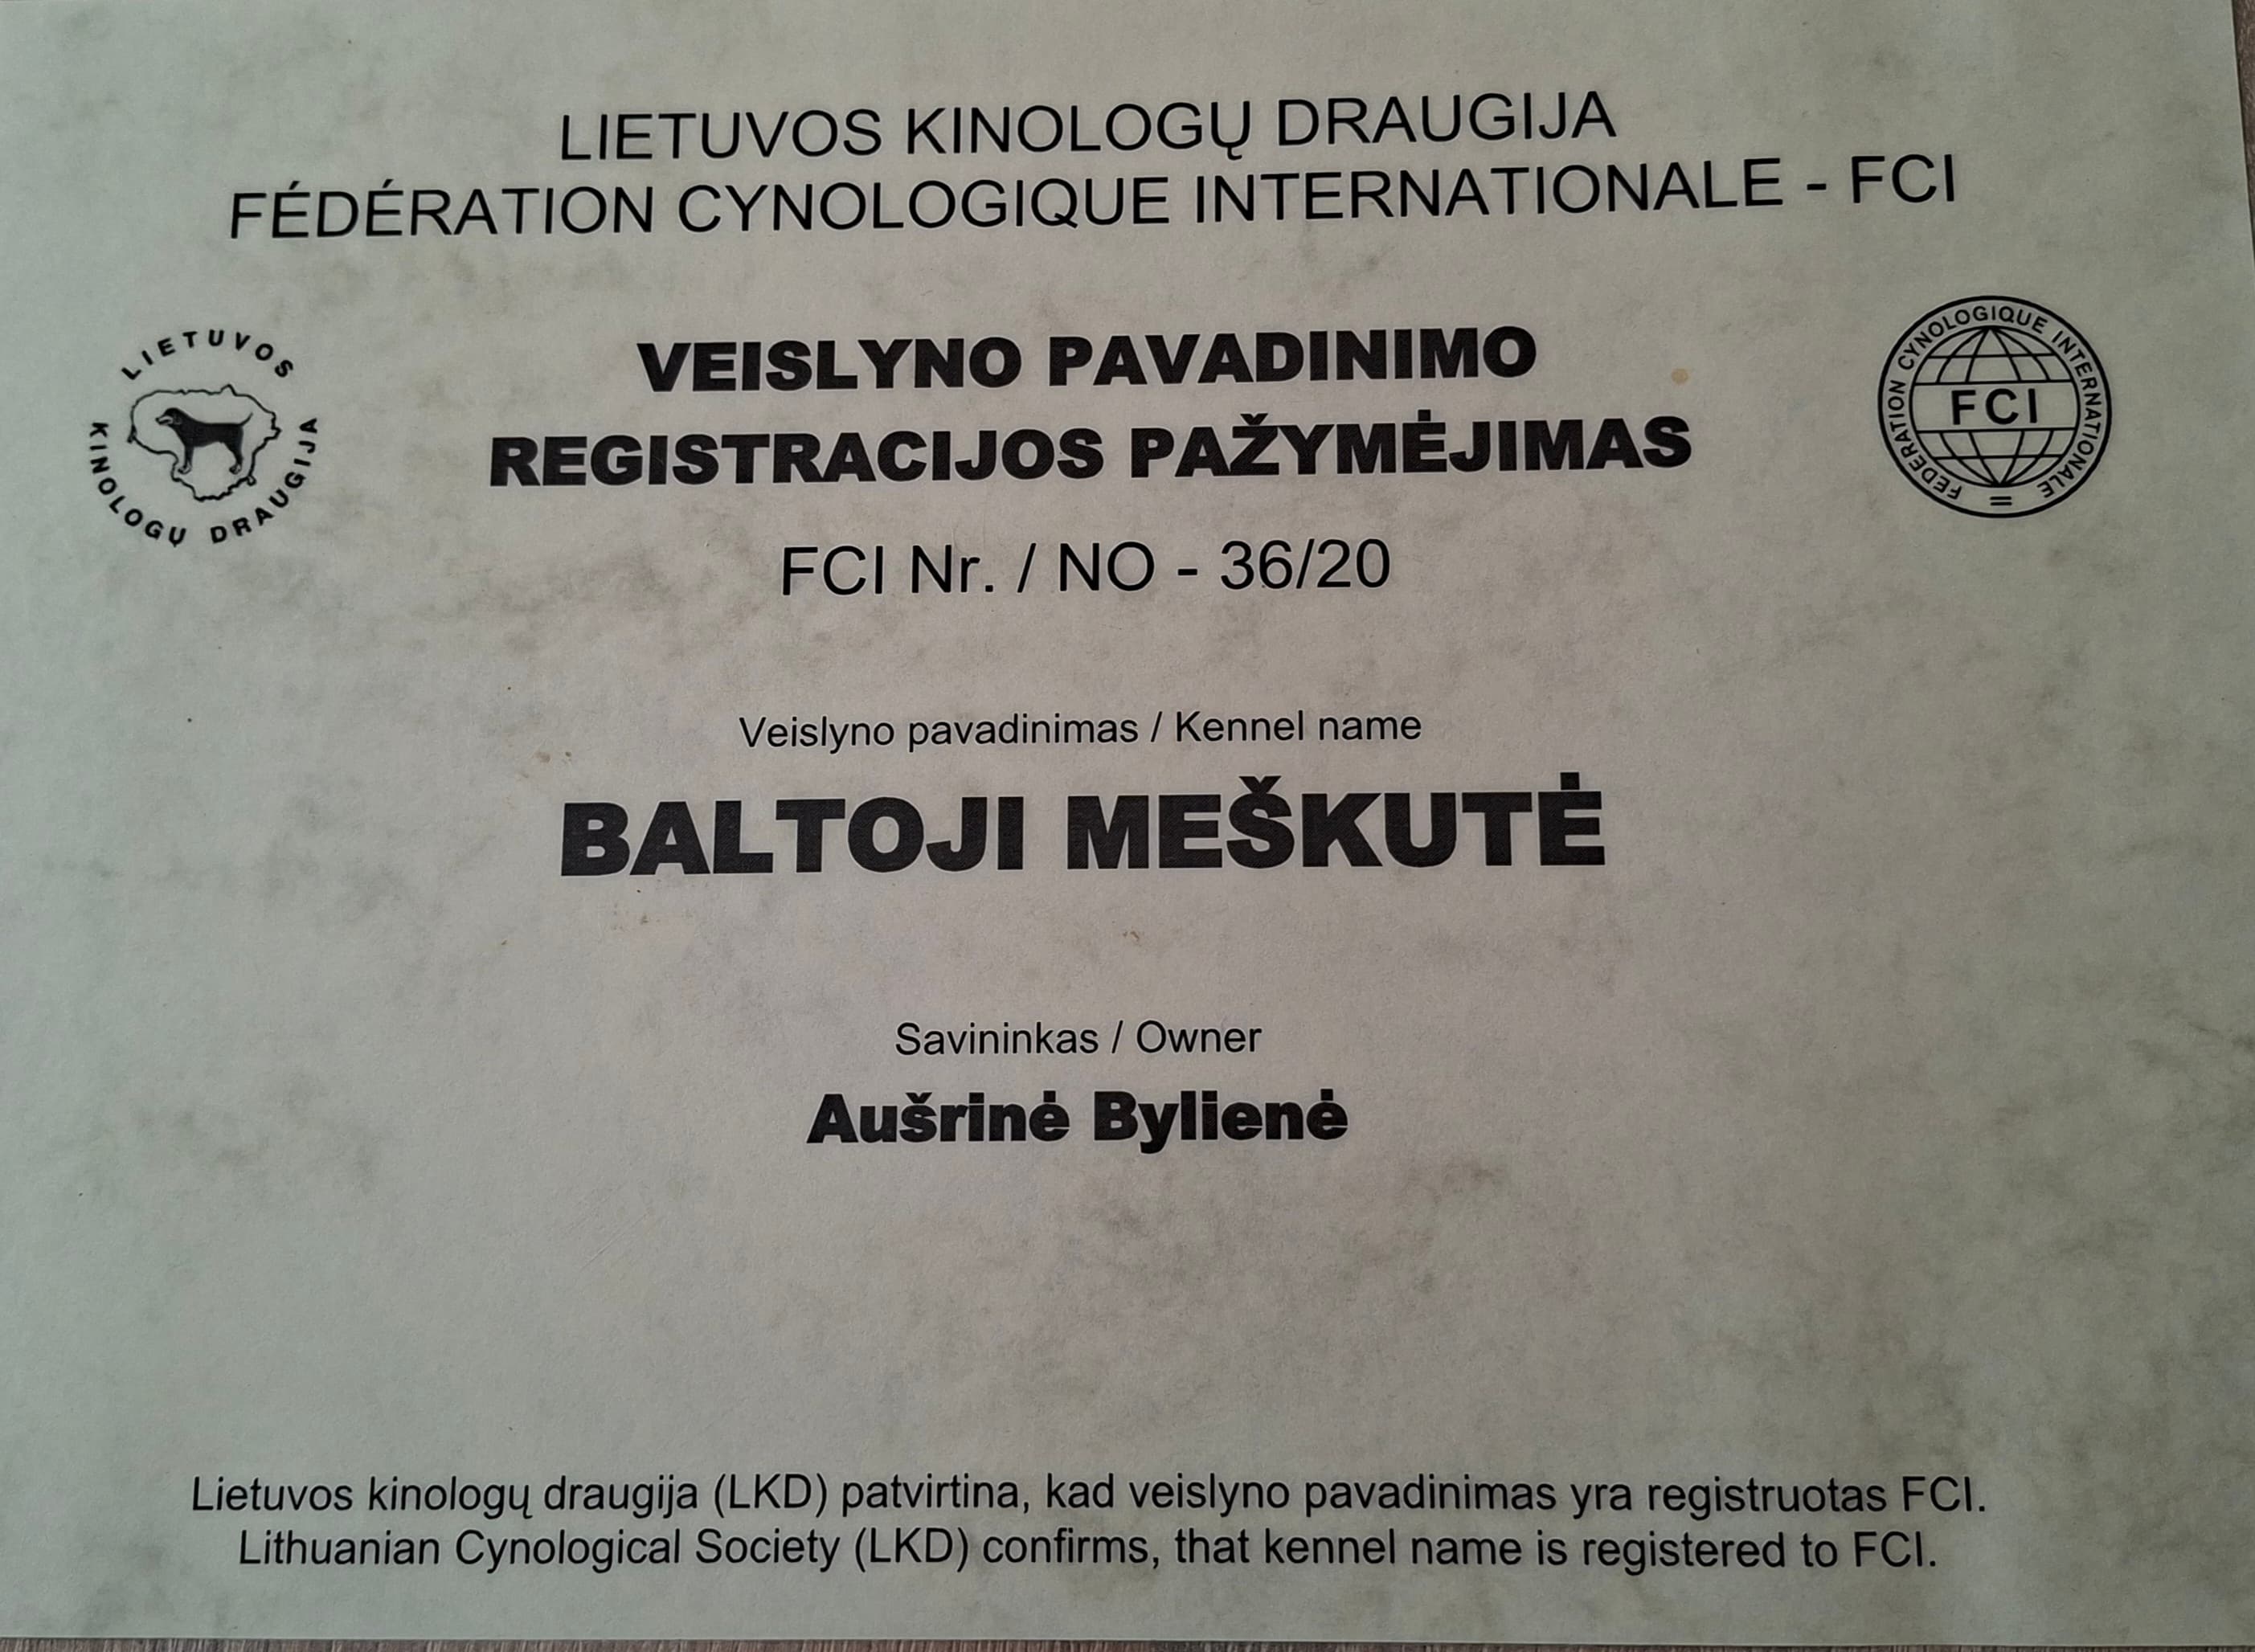 LIETUVOS KINOLOGŲ DRAUGIJA
FÉDÉRATION CYNOLOGIQUE INTERNATIONALE - FCI
LIETUVOS KINOLOGŲ DRAUGIJA
VEISLYNO PAVADINIMO
REGISTRACIJOS PAŽYMĖJIMAS
FEDERATION CYNOLOGIQUE INTERNATIONALE
FCI
FCI Nr. / NO - 36/20
Veislyno pavadinimas / Kennel name
BALTOJI MEŠKUTĖ
Savininkas / Owner
Aušrinė Bylienė
Lietuvos kinologų draugija (LKD) patvirtina, kad veislyno pavadinimas yra registruotas FCI.
Lithuanian Cynological Society (LKD) confirms, that kennel name is registered to FCI.